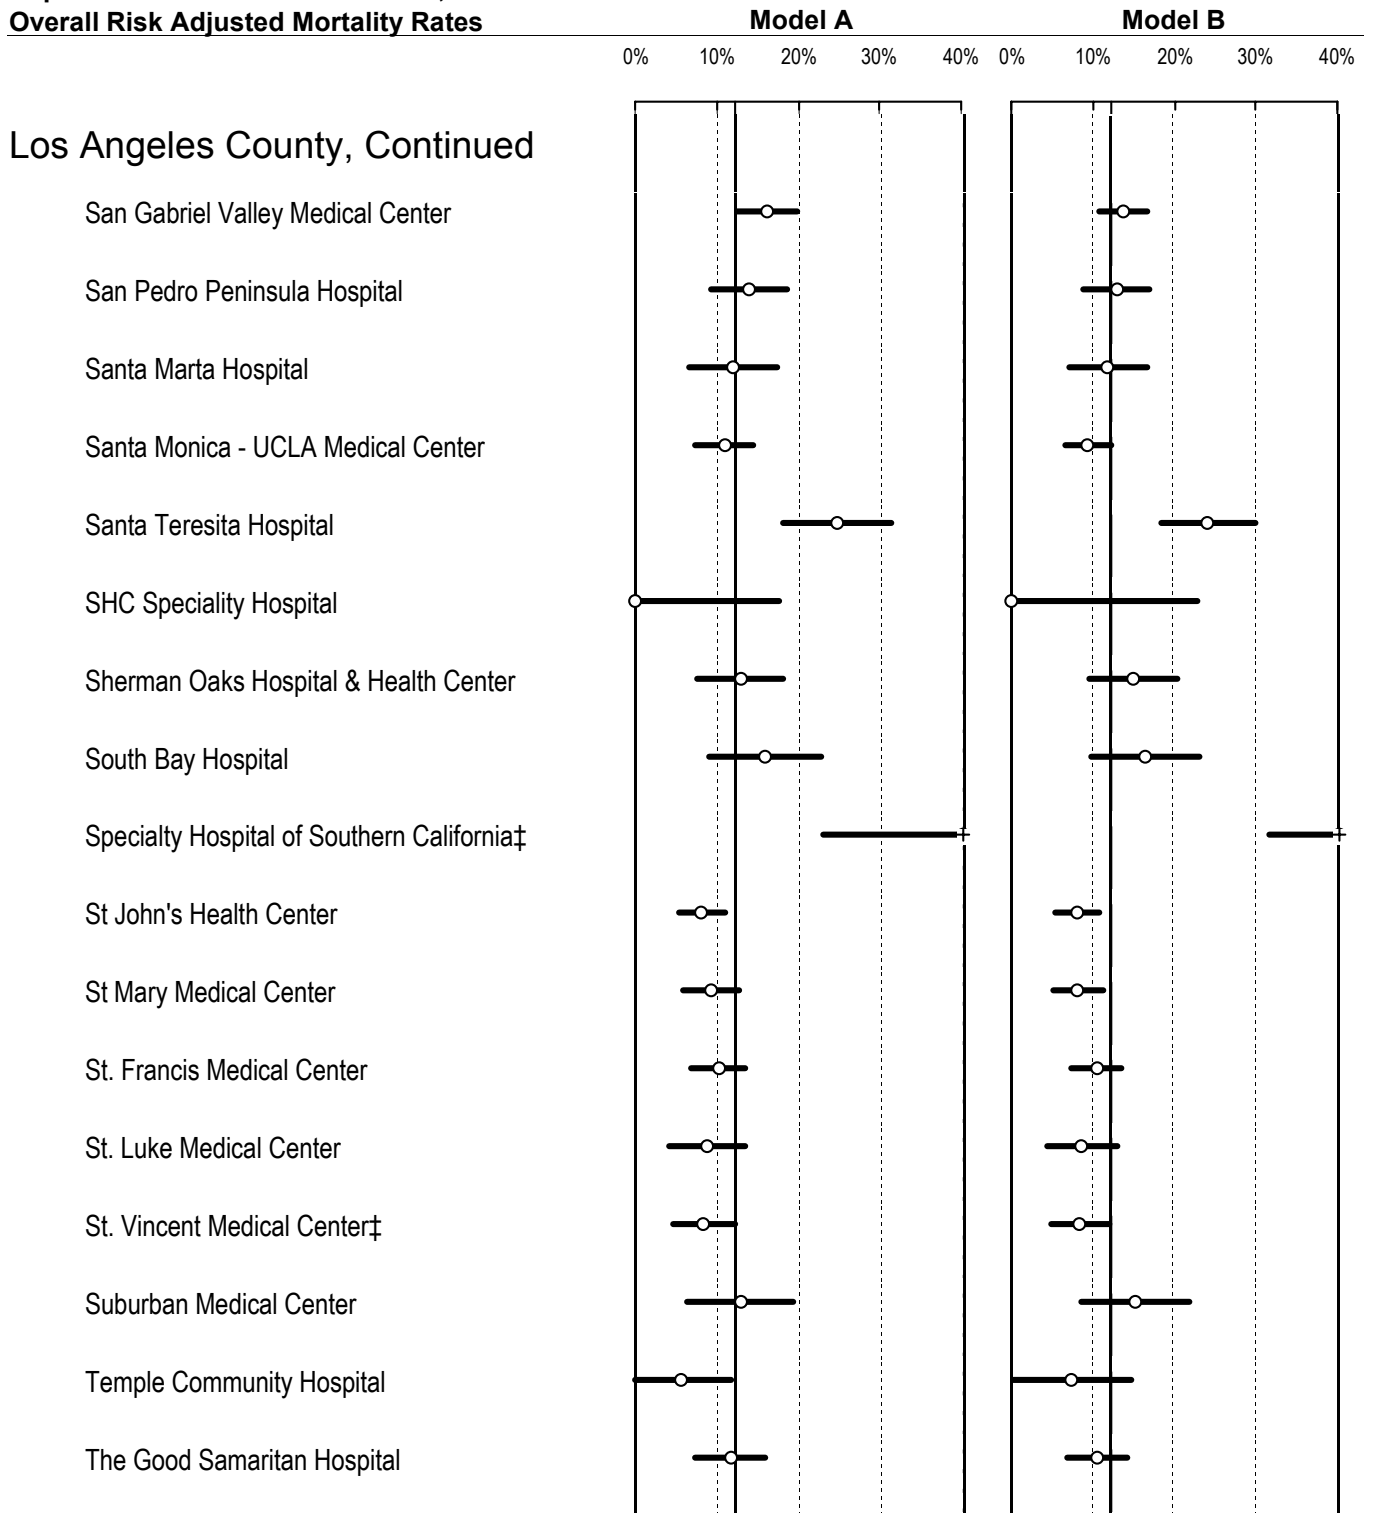 Overall Risk Adjusted Mortality Rates Model A Model B
0% 10% 20% 30% 40% 0% 10% 20% 30% 40%
Los Angeles County, Continued
San Gabriel Valley Medical Center
San Pedro Peninsula Hospital
Santa Marta Hospital
Santa Monica - UCLA Medical Center
Santa Teresita Hospital
SHC Speciality Hospital
Sherman Oaks Hospital & Health Center
South Bay Hospital
Specialty Hospital of Southern California‡
St John's Health Center
St Mary Medical Center
St. Francis Medical Center
St. Luke Medical Center
St. Vincent Medical Center‡
Suburban Medical Center
Temple Community Hospital
The Good Samaritan Hospital